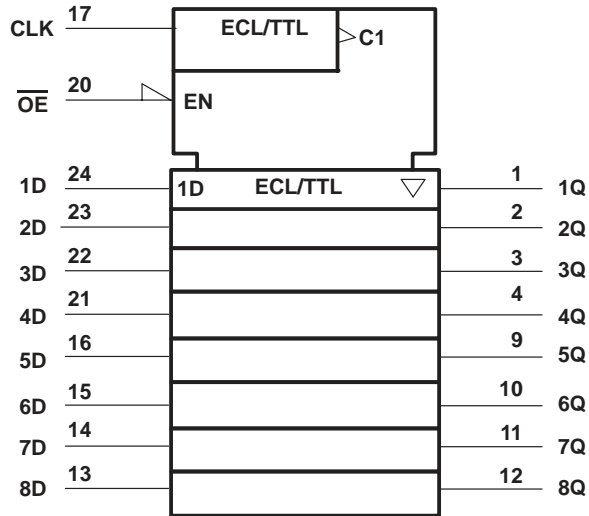 CLK 17 ECL/TTL C1
OE 20 EN
1D 24 1D ECL/TTL 1 1Q
2D 23 2 2Q
3D 22 3 3Q
4D 21 4 4Q
5D 16 9 5Q
6D 15 10 6Q
7D 14 11 7Q
8D 13 12 8Q